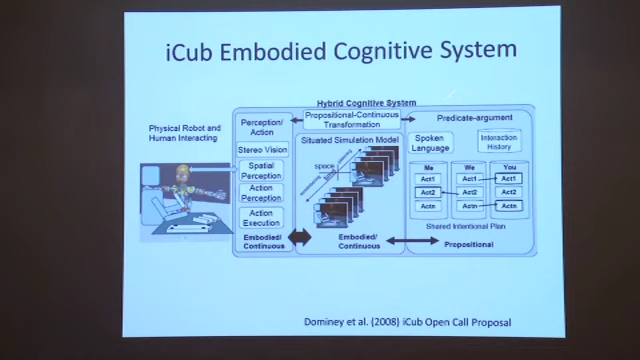 iCub Embodied Cognitive System
Hybrid Cognitive System
Physical Robot and
Human Interacting
Perception/
Action
Stereo Vision
Spatial
Perception
Action
Perception
Action
Execution
Embodied/
Continuous
Propositional-Continuous
Transformation
Situated Simulation Model
space
Embodied/
Continuous
Predicate-argument
Spoken
Language
Interaction
History
Me
We
You
Act1
Act1
Act1
Act2
Act2
Act2
Actn
Actn
Actn
Shared Intentional Plan
Propositional
Dominey et al. (2008) iCub Open Call Proposal